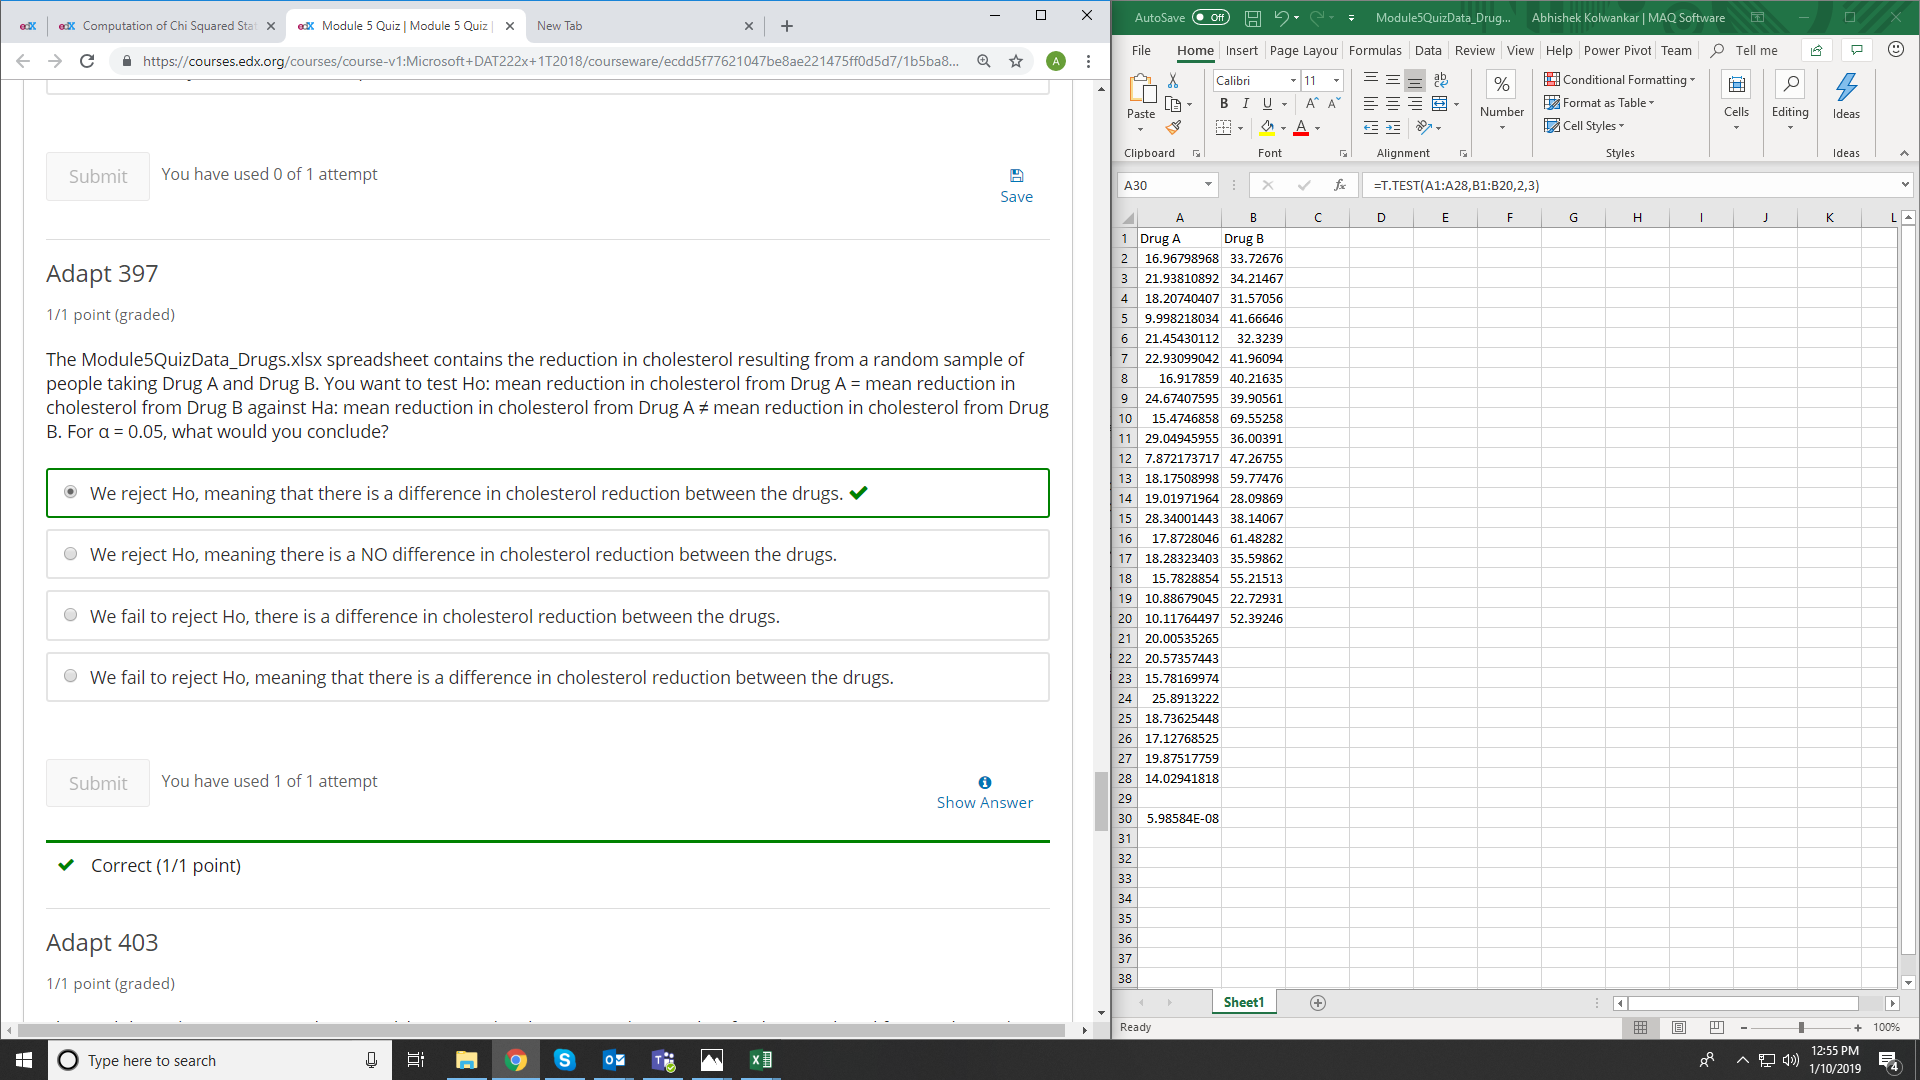 Computation of Chi Squared Stat
Module 5 Quiz | Module 5 Quiz |
New Tab
https://courses.edx.org/courses/course-v1:Microsoft+DAT222x+1T2018/courseware/ecdd5f77621047be8ae221475ff0d5d7/1b5ba8...
A
Submit
You have used 0 of 1 attempt
Save
Adapt 397
1/1 point (graded)
The Module5QuizData_Drugs.xlsx spreadsheet contains the reduction in cholesterol resulting from a random sample of
people taking Drug A and Drug B. You want to test Ho: mean reduction in cholesterol from Drug A = mean reduction in
cholesterol from Drug B against Ha: mean reduction in cholesterol from Drug A ≠ mean reduction in cholesterol from Drug
B. For α = 0.05, what would you conclude?
We reject Ho, meaning that there is a difference in cholesterol reduction between the drugs.
We reject Ho, meaning there is a NO difference in cholesterol reduction between the drugs.
We fail to reject Ho, there is a difference in cholesterol reduction between the drugs.
We fail to reject Ho, meaning that there is a difference in cholesterol reduction between the drugs.
Submit
You have used 1 of 1 attempt
Show Answer
Correct (1/1 point)
Adapt 403
1/1 point (graded)
AutoSave Off Module5QuizData_Drug... Abhishek Kolwankar | MAQ Software
File Home Insert Page Layou Formulas Data Review View Help Power Pivot Team Tell me
Paste
Clipboard
Calibri 11
B I U
Font
Alignment
Number
Conditional Formatting
Format as Table
Cell Styles
Styles
Cells
Editing
Ideas
Ideas
A30 fx =T.TEST(A1:A28,B1:B20,2,3)
A B C D E F G H I J K L
1 Drug A Drug B
2 16.96798968 33.72676
3 21.93810892 34.21467
4 18.20740407 31.57056
5 9.998218034 41.66646
6 21.45430112 32.3239
7 22.93099042 41.96094
8 16.917859 40.21635
9 24.67407595 39.90561
10 15.4746858 69.55258
11 29.04945955 36.00391
12 7.872173717 47.26755
13 18.17508998 59.77476
14 19.01971964 28.09869
15 28.34001443 38.14067
16 17.8728046 61.48282
17 18.28323403 35.59862
18 15.7828854 55.21513
19 10.88679045 22.72931
20 10.11764497 52.39246
21 20.00535265
22 20.57357443
23 15.78169974
24 25.8913222
25 18.73625448
26 17.12768525
27 19.87517759
28 14.02941818
29
30 5.98584E-08
31
32
33
34
35
36
37
38
Sheet1
Ready
100%
Type here to search
12:55 PM
1/10/2019
4